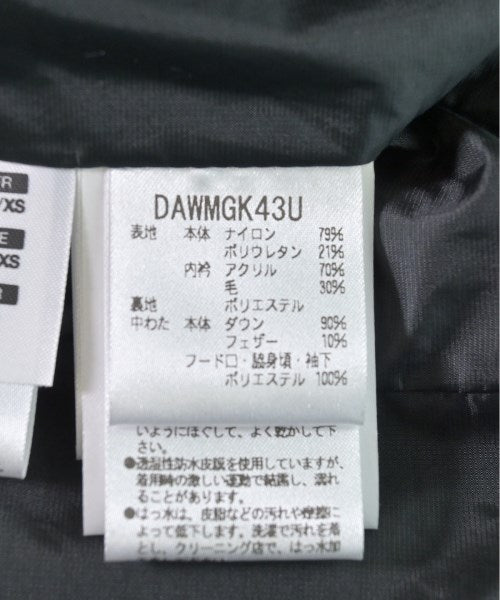 FR
/XS
E
XS
R
DAWMGK43U
表地 本体 ナイロン 79%
ポリウレタン 21%
内衿 アクリル 70%
毛 30%
裏地 ポリエステル
中わた 本体 ダウン 90%
フェザー 10%
フード口・脇身頃・袖下
ポリエステル 100%
いようにほぐして、よく乾かして下
さい。
●透湿性防水皮膜を使用していますが、
着用時の激しい運動で結露し、濡れ
ることがあります。
●はっ水は、皮脂などの汚れや摩擦に
よって低下します。洗濯で汚れを落
とし、クリーニング店で、はっ水加